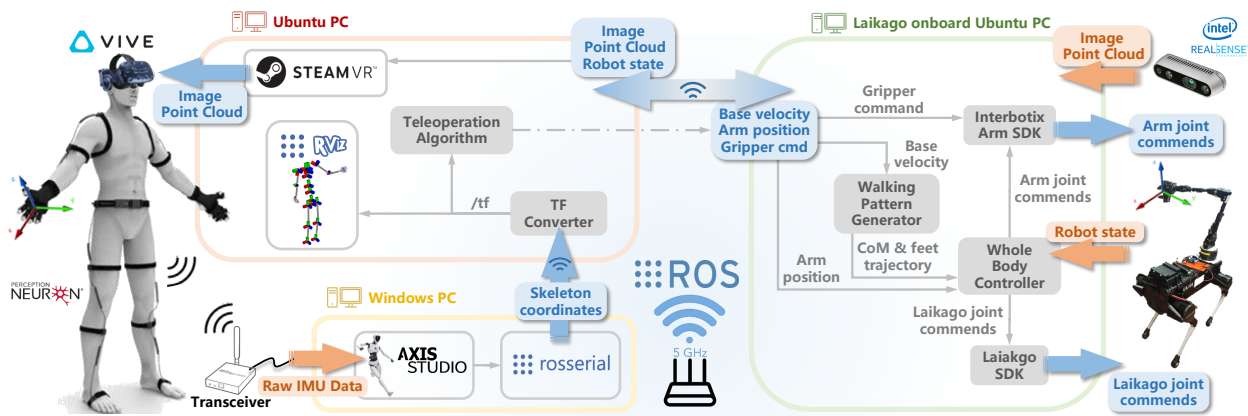 VIVE
Image
Point Cloud
PERCEPTION
NEURON
Transceiver
Raw IMU Data
Ubuntu PC
STEAMVR™
Image
Point Cloud
Robot state
Teleoperation
Algorithm
RViz
/tf
TF
Converter
Windows PC
Skeleton
coordinates
AXIS
STUDIO
rosserial
ROS
5 GHz
Laikago onboard Ubuntu PC
Base velocity
Arm position
Gripper cmd
Gripper
command
Base
velocity
Walking
Pattern
Generator
Arm
position
CoM & feet
trajectory
Interbotix
Arm SDK
Arm joint
commends
Whole
Body
Controller
Laikago joint
commends
Laiakgo
SDK
Image
Point Cloud
intel
REALSENSE
Arm joint
commends
Robot state
Laikago joint
commends